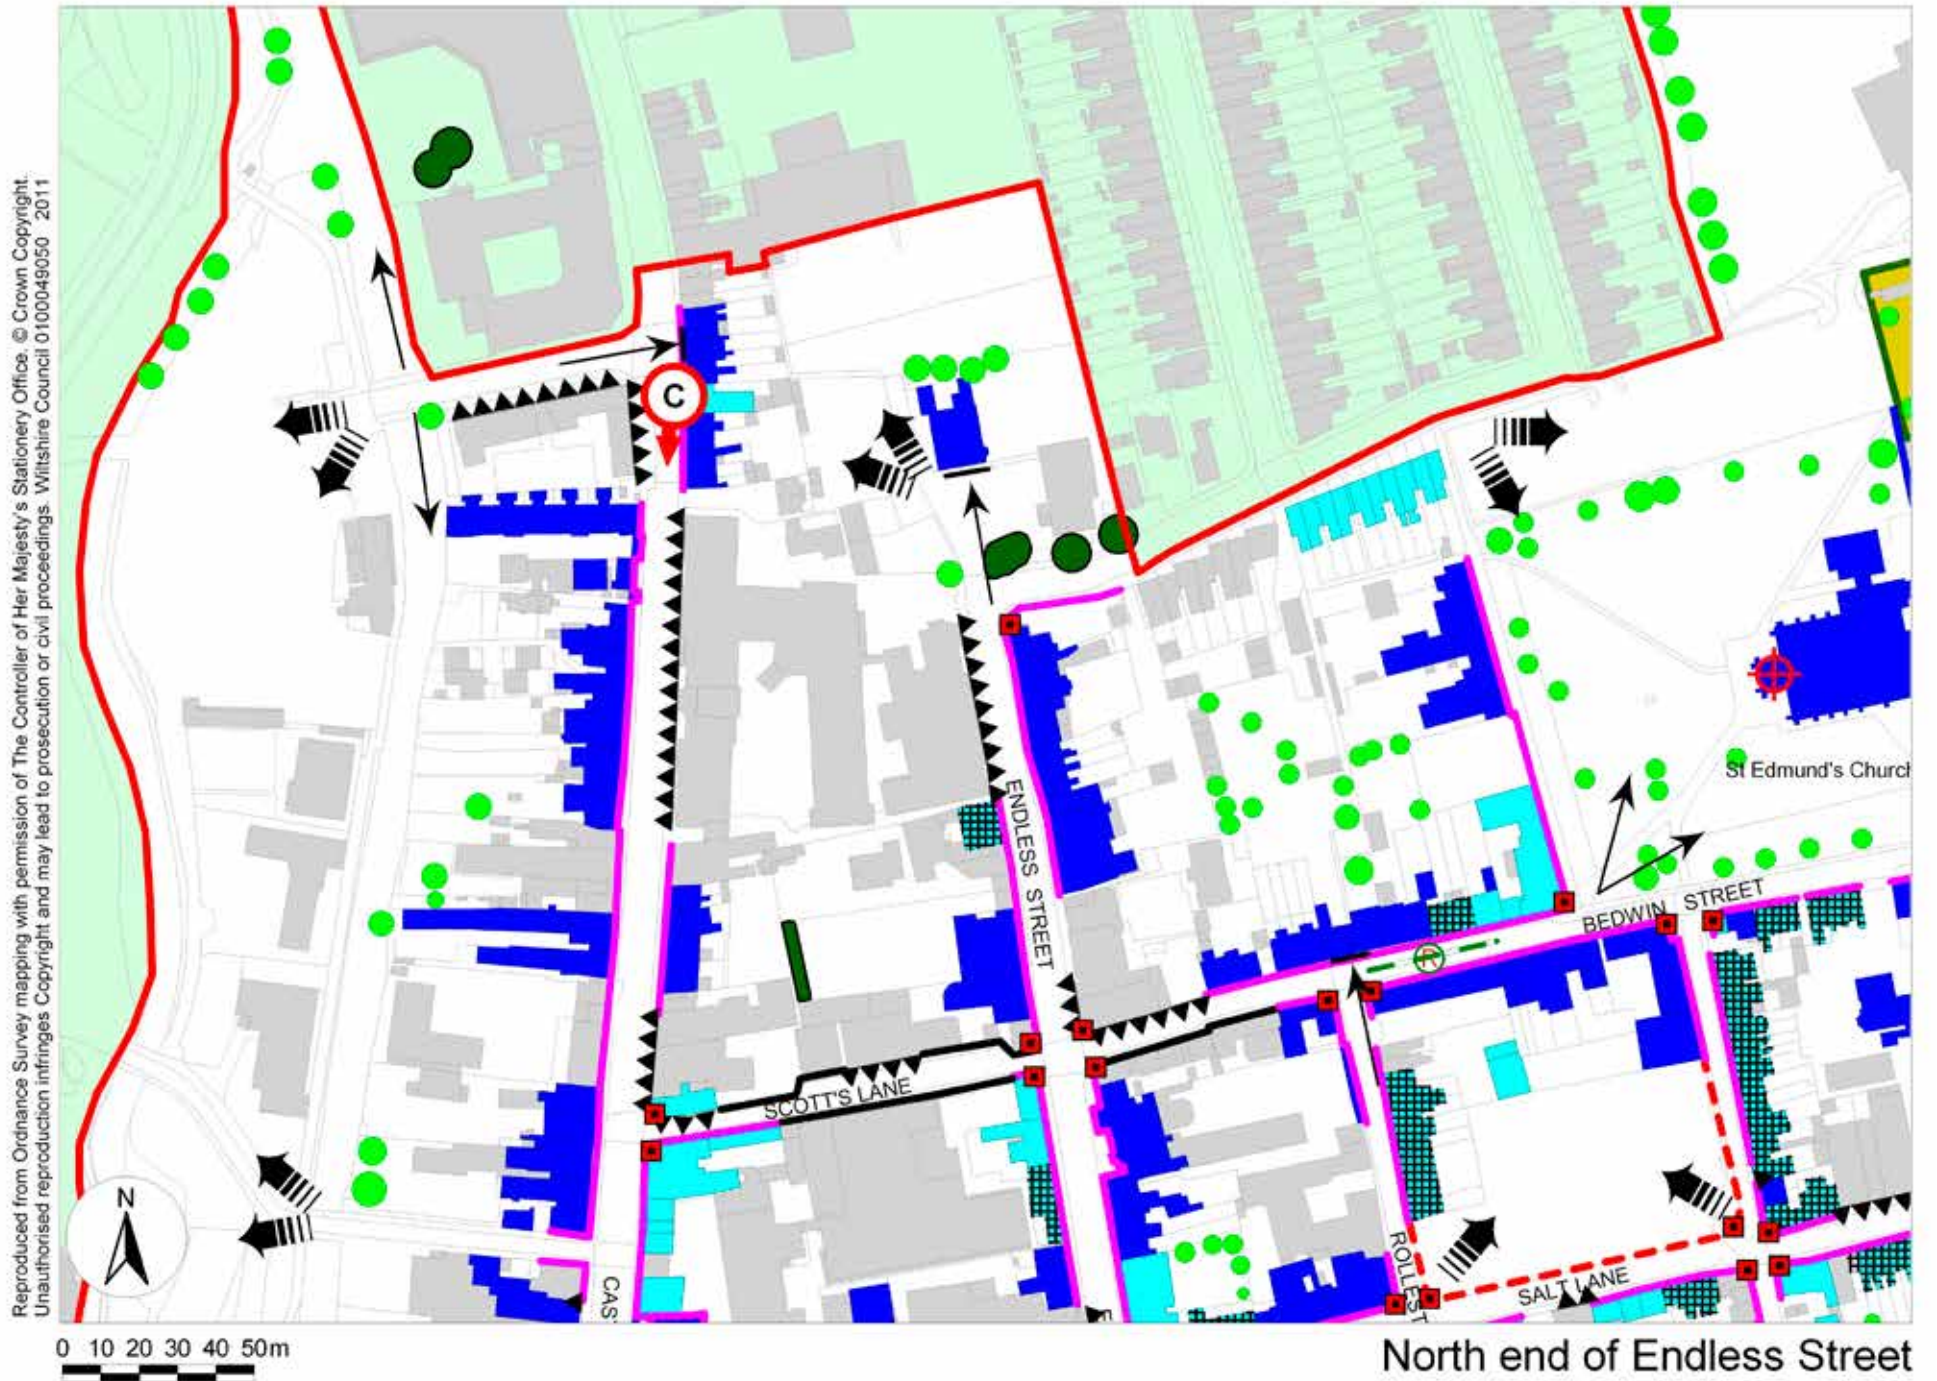 Reproduced from Ordnance Survey mapping with permission of The Controller of Her Majesty's Stationery Office. © Crown Copyright.
Unauthorised reproduction infringes Copyright and may lead to prosecution or civil proceedings. Wiltshire Council 0100049050 2011
C
St Edmund's Church
ENDLESS STREET
BEDWIN STREET
R
SCOTT'S LANE
N
CAS
E
ROLLEST
SALT LANE
0 10 20 30 40 50m
North end of Endless Street